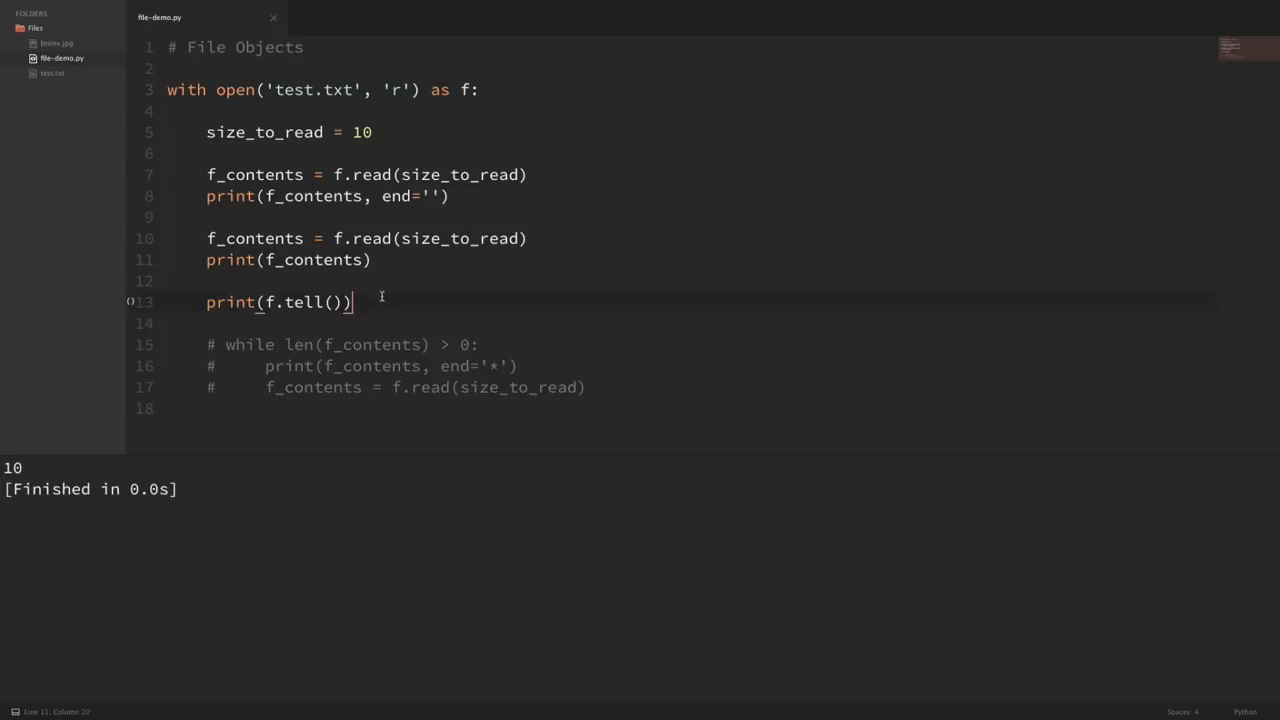 FOLDERS
Files
bronx.jpg
file-demo.py
test.txt
file-demo.py ×
1 # File Objects
2
3 with open('test.txt', 'r') as f:
4
5     size_to_read = 10
6
7     f_contents = f.read(size_to_read)
8     print(f_contents, end='')
9
10     f_contents = f.read(size_to_read)
11     print(f_contents)
12
()13     print(f.tell())
14
15     # while len(f_contents) > 0:
16     #     print(f_contents, end='*')
17     #     f_contents = f.read(size_to_read)
18
10
[Finished in 0.0s]
Line 11, Column 20
Spaces: 4
Python